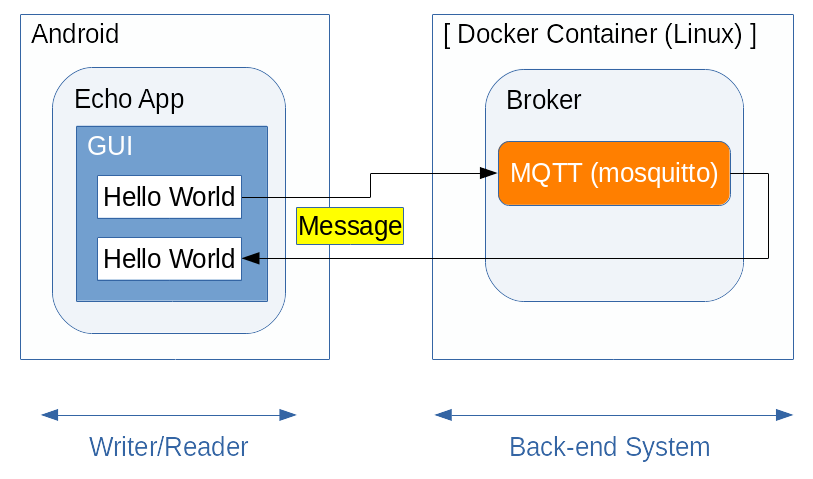 Android
[ Docker Container (Linux) ]
Echo App
Broker
GUI
MQTT (mosquitto)
Hello World
Message
Hello World
Writer/Reader
Back-end System